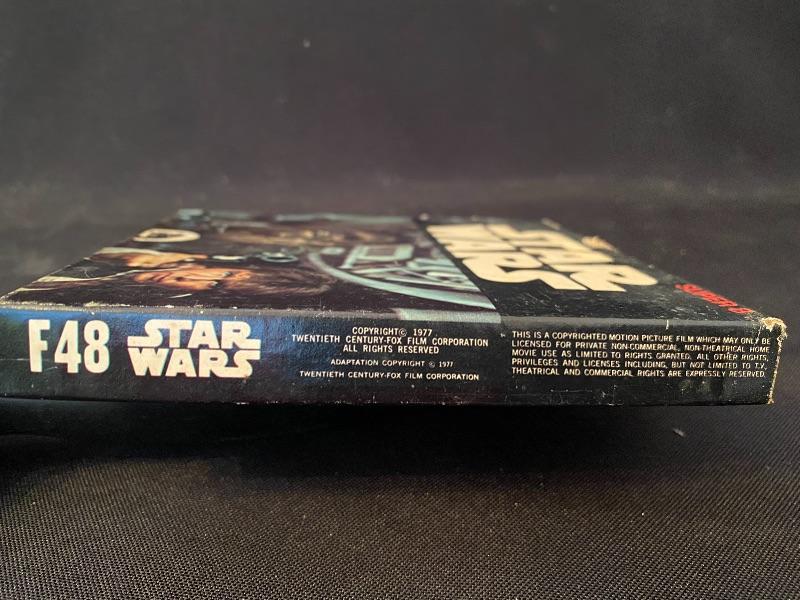 STAR
WARS
SUPER 8
F48
STAR
WARS
COPYRIGHT © 1977
TWENTIETH CENTURY-FOX FILM CORPORATION
ALL RIGHTS RESERVED
ADAPTATION COPYRIGHT © 1977
TWENTIETH CENTURY-FOX FILM CORPORATION
THIS IS A COPYRIGHTED MOTION PICTURE FILM WHICH MAY ONLY BE
LICENSED FOR PRIVATE NON-COMMERCIAL, NON-THEATRICAL HOME
MOVIE USE AS LIMITED TO RIGHTS GRANTED. ALL OTHER RIGHTS,
PRIVILEGES AND LICENSES INCLUDING, BUT NOT LIMITED TO T.V.,
THEATRICAL AND COMMERCIAL RIGHTS ARE EXPRESSLY RESERVED.